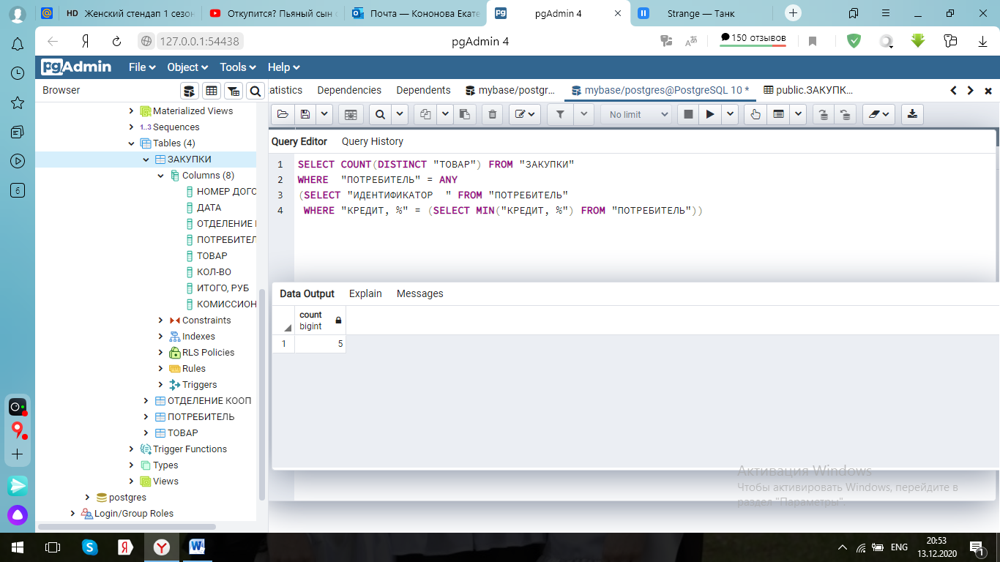 HD Женский стендап 1 сезон
Откупится? Пьяный сын
Почта — Кононова Екате
pgAdmin 4
Strange — Танк
127.0.0.1:54438
pgAdmin 4
150 отзывов
pgAdmin
File
Object
Tools
Help
Browser
atistics
Dependencies
Dependents
mybase/postgr...
mybase/postgres@PostgreSQL 10 *
public.ЗАКУПК...
No limit
Query Editor
Query History
1 SELECT COUNT(DISTINCT "ТОВАР") FROM "ЗАКУПКИ"
2 WHERE  "ПОТРЕБИТЕЛЬ" = ANY
3 (SELECT "ИДЕНТИФИКАТОР  " FROM "ПОТРЕБИТЕЛЬ"
4  WHERE "КРЕДИТ, %" = (SELECT MIN("КРЕДИТ, %") FROM "ПОТРЕБИТЕЛЬ"))
Materialized Views
1..3 Sequences
Tables (4)
ЗАКУПКИ
Columns (8)
НОМЕР ДОГО
ДАТА
ОТДЕЛЕНИЕ
ПОТРЕБИТЕЛ
ТОВАР
КОЛ-ВО
ИТОГО, РУБ
КОМИССИОН
Constraints
Indexes
RLS Policies
Rules
Triggers
ОТДЕЛЕНИЕ КООП
ПОТРЕБИТЕЛЬ
ТОВАР
Trigger Functions
Types
Views
postgres
Login/Group Roles
Data Output
Explain
Messages
count
bigint
1 5
Активация Windows
Чтобы активировать Windows, перейдите в
раздел "Параметры".
6
ENG
20:53
13.12.2020
1